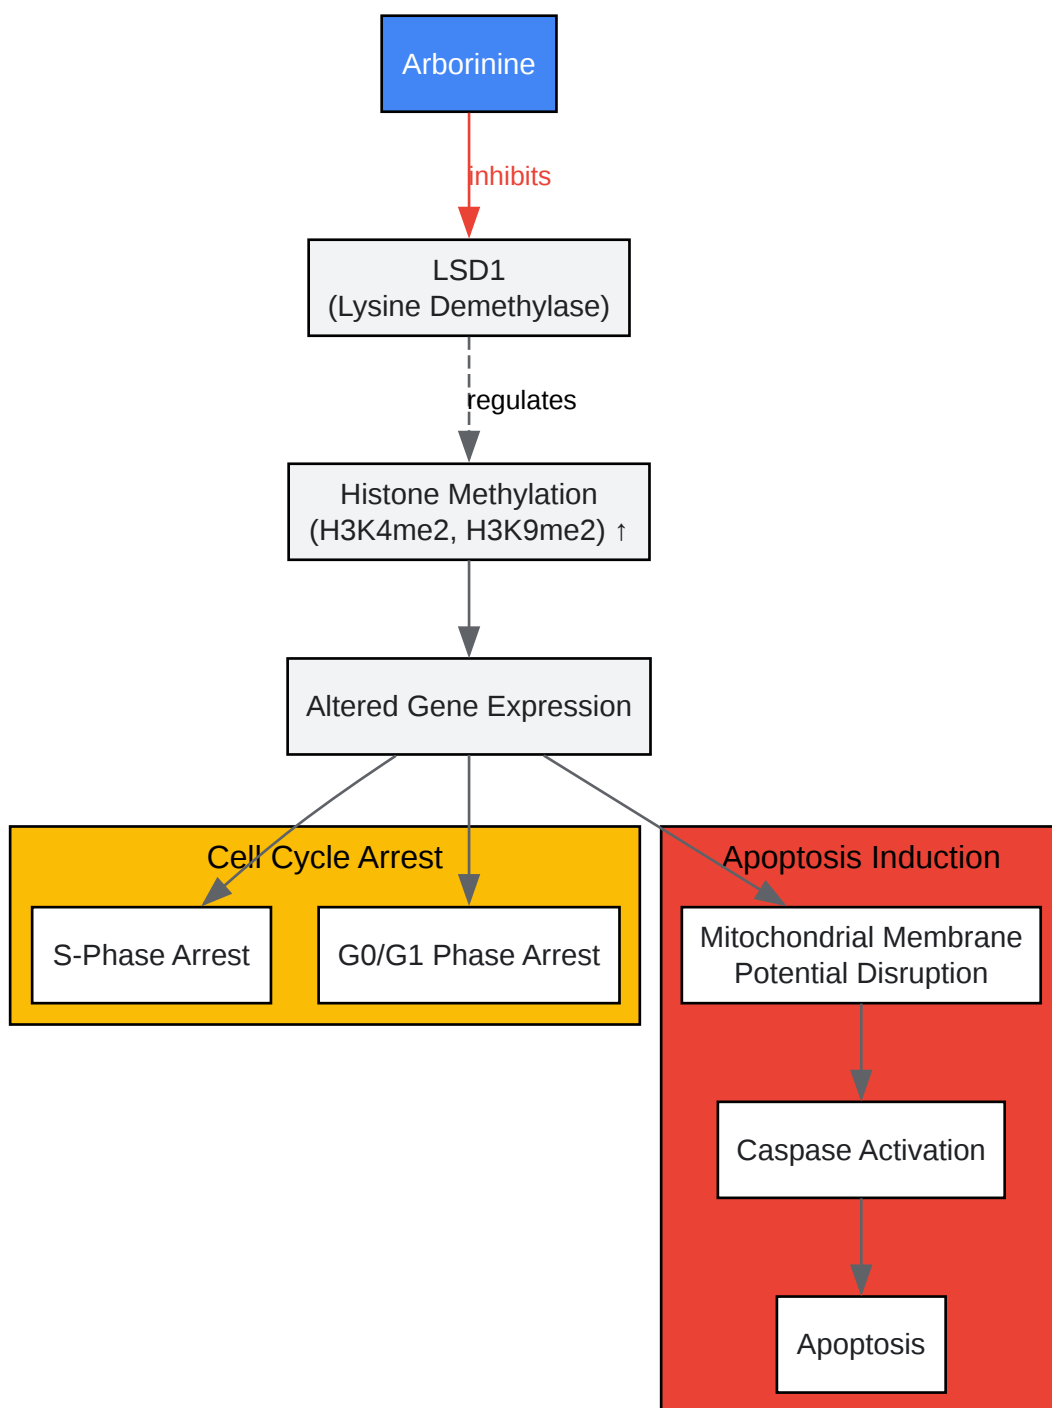 Arborinine
inhibits
LSD1
(Lysine Demethylase)
regulates
Histone Methylation
(H3K4me2, H3K9me2) ↑
Altered Gene Expression
Cell Cycle Arrest
S-Phase Arrest
G0/G1 Phase Arrest
Apoptosis Induction
Mitochondrial Membrane
Potential Disruption
Caspase Activation
Apoptosis